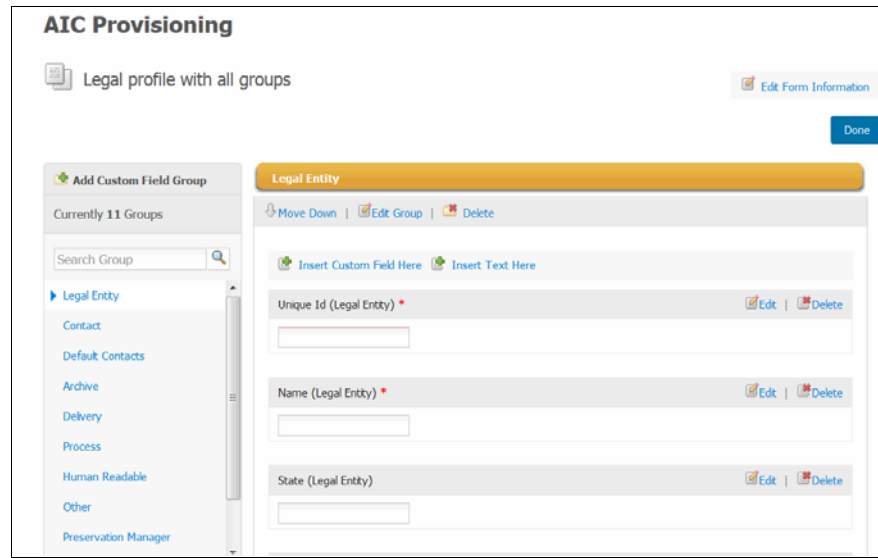 AIC Provisioning
Legal profile with all groups
Edit Form Information
Done
Add Custom Field Group
Currently 11 Groups
Search Group
Legal Entity
Contact
Default Contacts
Archive
Delivery
Process
Human Readable
Other
Preservation Manager
Legal Entity
Move Down | Edit Group | Delete
Insert Custom Field Here Insert Text Here
Unique Id (Legal Entity) * Edit | Delete
Name (Legal Entity) * Edit | Delete
State (Legal Entity) Edit | Delete